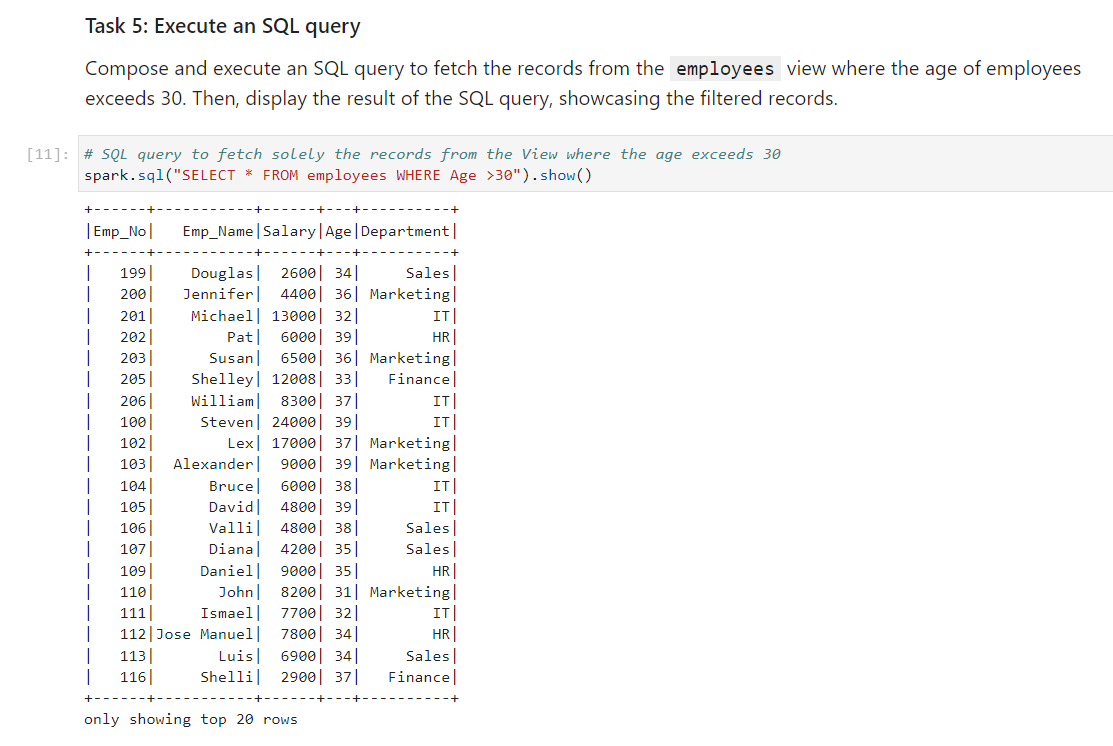 Task 5: Execute an SQL query
Compose and execute an SQL query to fetch the records from the employees view where the age of employees
exceeds 30. Then, display the result of the SQL query, showcasing the filtered records.
[11]: # SQL query to fetch solely the records from the View where the age exceeds 30
spark.sql("SELECT * FROM employees WHERE Age >30").show()
+------+-----------+------+---+----------+
|Emp_No|   Emp_Name|Salary|Age|Department|
+------+-----------+------+---+----------+
|   199|    Douglas|  2600| 34|     Sales|
|   200|   Jennifer|  4400| 36| Marketing|
|   201|    Michael| 13000| 32|        IT|
|   202|        Pat|  6000| 39|        HR|
|   203|      Susan|  6500| 36| Marketing|
|   205|    Shelley| 12008| 33|   Finance|
|   206|    William|  8300| 37|        IT|
|   100|     Steven| 24000| 39|        IT|
|   102|        Lex| 17000| 37| Marketing|
|   103|  Alexander|  9000| 39| Marketing|
|   104|      Bruce|  6000| 38|        IT|
|   105|      David|  4800| 39|        IT|
|   106|      Valli|  4800| 38|     Sales|
|   107|      Diana|  4200| 35|     Sales|
|   109|     Daniel|  9000| 35|        HR|
|   110|       John|  8200| 31| Marketing|
|   111|     Ismael|  7700| 32|        IT|
|   112|Jose Manuel|  7800| 34|        HR|
|   113|       Luis|  6900| 34|     Sales|
|   116|     Shelli|  2900| 37|   Finance|
+------+-----------+------+---+----------+
only showing top 20 rows